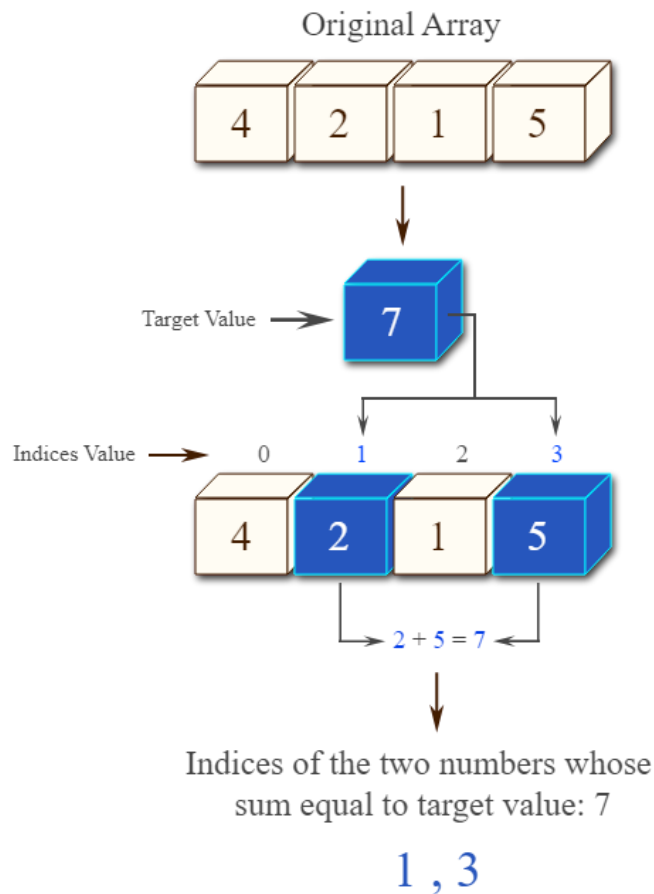 Original Array
4 2 1 5
7
Target Value
Indices Value 0 1 2 3
4 2 1 5
2 + 5 = 7
Indices of the two numbers whose
sum equal to target value: 7
1 , 3